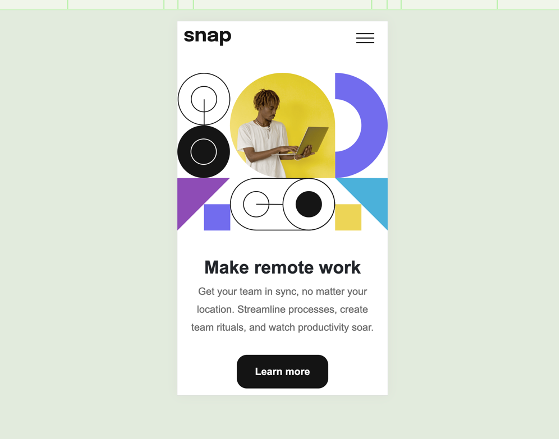 snap
Make remote work
Get your team in sync, no matter your
location. Streamline processes, create
team rituals, and watch productivity soar.
Learn more